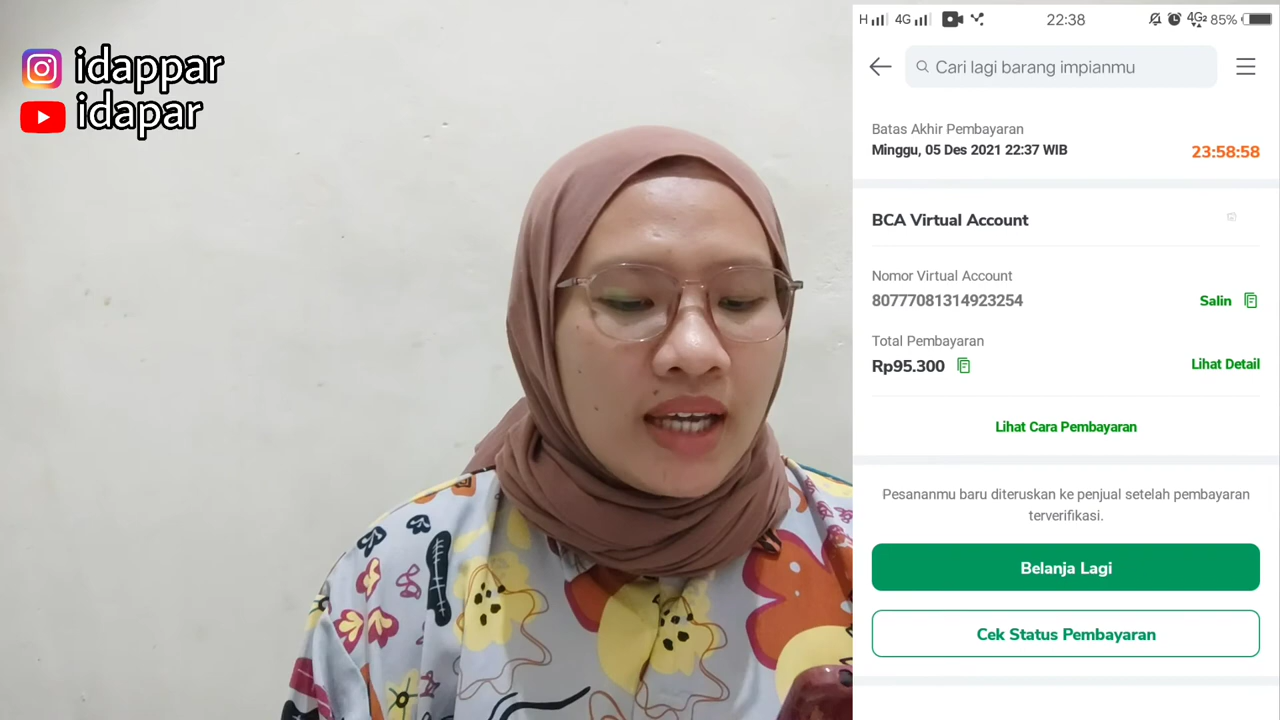 idappar
idapar
H 4G 22:38 4G2 85%
Cari lagi barang impianmu
Batas Akhir Pembayaran
Minggu, 05 Des 2021 22:37 WIB
23:58:58
BCA Virtual Account
Nomor Virtual Account
80777081314923254
Salin
Total Pembayaran
Rp95.300
Lihat Detail
Lihat Cara Pembayaran
Pesananmu baru diteruskan ke penjual setelah pembayaran
terverifikasi.
Belanja Lagi
Cek Status Pembayaran